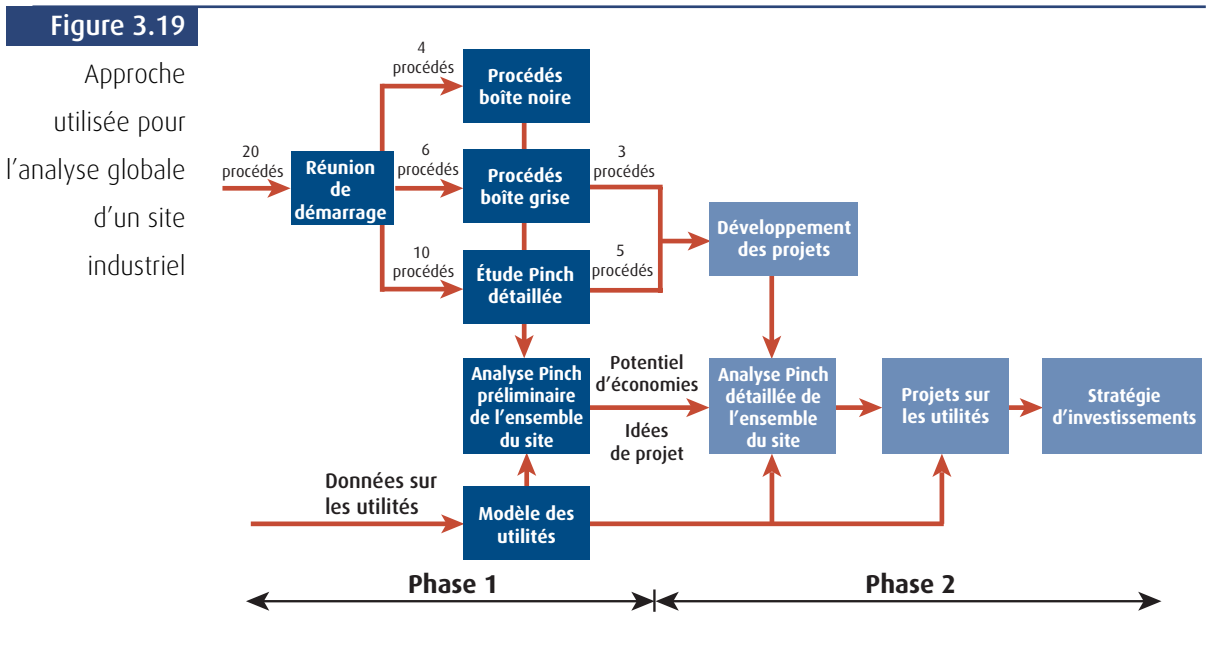 Figure 3.19
Approche
utilisée pour
l'analyse globale
d'un site
industriel
20
procédés
Réunion
de
démarrage
4
procédés
Procédés
boîte noire
6
procédés
Procédés
boîte grise
3
procédés
10
procédés
Étude Pinch
détaillée
5
procédés
Développement
des projets
Analyse Pinch
préliminaire
de l'ensemble
du site
Potentiel
d'économies
Idées
de projet
Analyse Pinch
détaillée de
l'ensemble
du site
Projets sur
les utilités
Stratégie
d'investissements
Données sur
les utilités
Modèle des
utilités
Phase 1
Phase 2